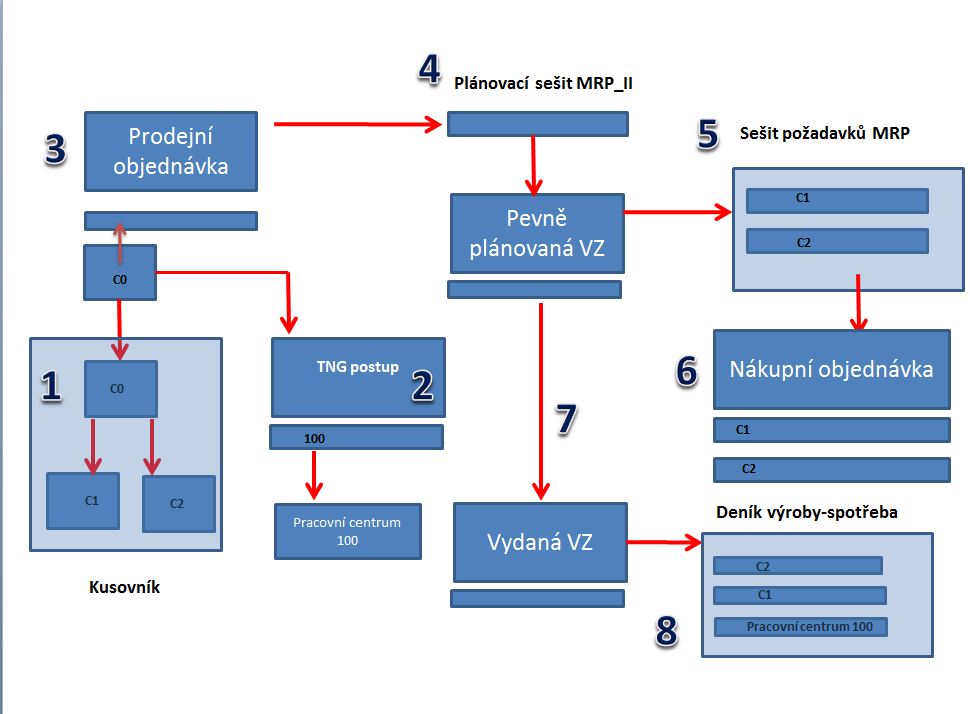 4
Plánovací sešit MRP_II
3
Prodejní
objednávka
5
Sešit požadavků MRP
C1
C2
Pevně
plánovaná VZ
C0
1
C0
C1
C2
Kusovník
TNG postup
2
100
Pracovní centrum
100
6
Nákupní objednávka
C1
C2
7
Vydaná VZ
Deník výroby-spotřeba
C2
C1
Pracovní centrum 100
8